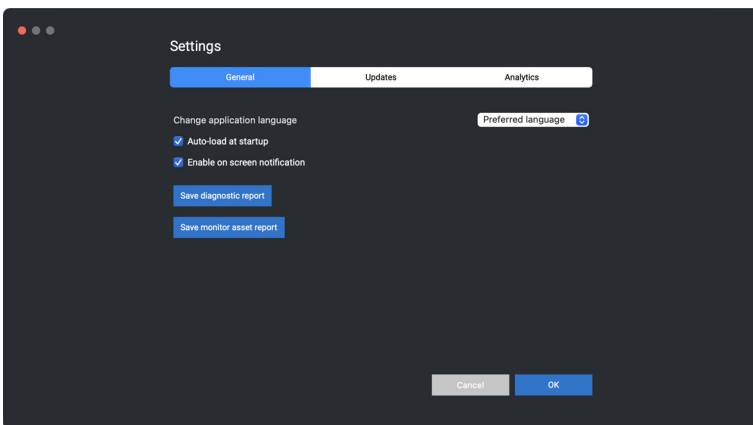 Settings
General Updates Analytics
Change application language Preferred language
Auto-load at startup
Enable on screen notification
Save diagnostic report
Save monitor asset report
Cancel OK